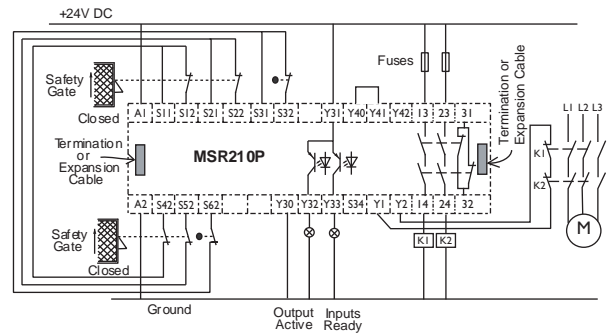 +24V DC
Safety
Gate
Closed
Fuses
Termination or
Expansion Cable
A1 S11 S12 S21 S22 S31 S32 Y31 Y40 Y41 Y42 13 23 31
Termination
or
Expansion
Cable
MSR210P
L1 L2 L3
K1
K2
A2 S42 S52 S62 Y30 Y32 Y33 S34 Y1 Y2 14 24 32
Safety
Gate
Closed
K1 K2
M
Ground
Output
Active
Inputs
Ready